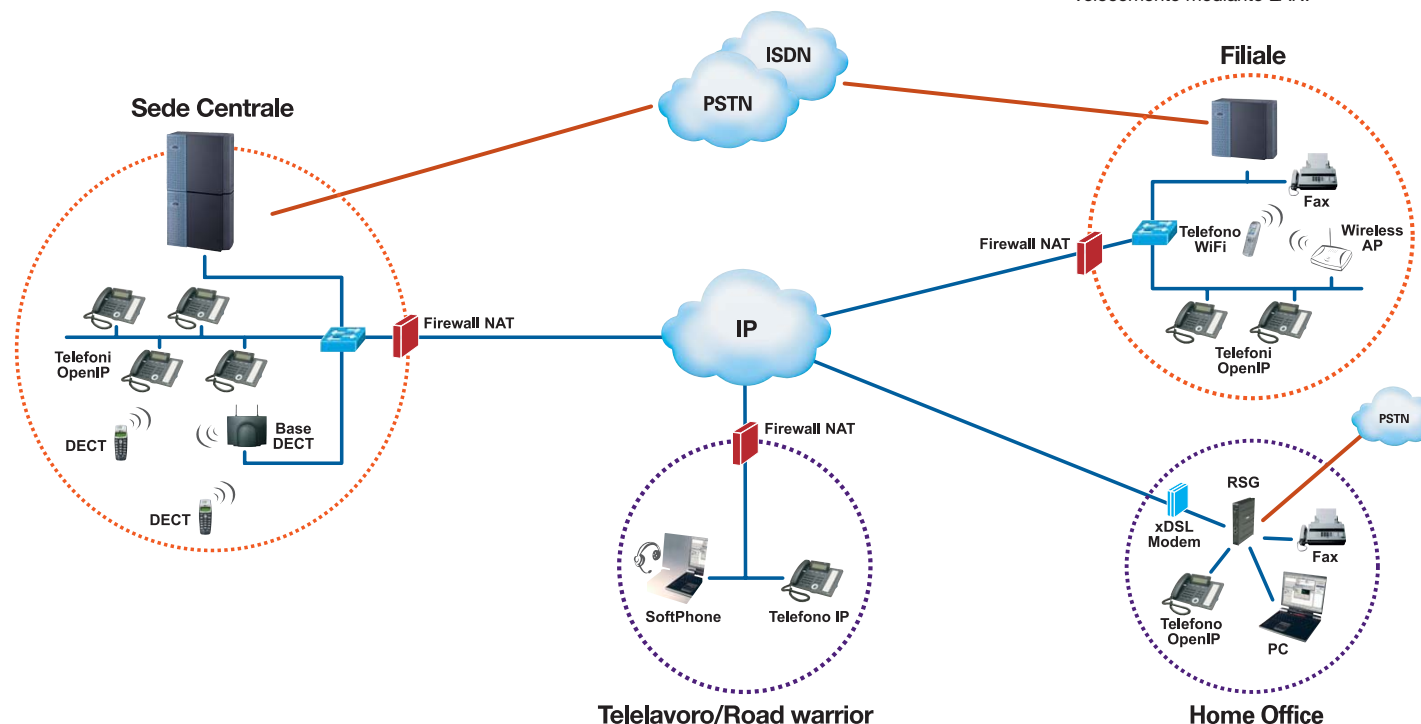 ISDN
PSTN
Filiale
Sede Centrale
Fax
Telefono
WiFi
Wireless
AP
Firewall NAT
Firewall NAT
IP
Telefoni
OpenIP
Telefoni
OpenIP
DECT
Base
DECT
DECT
Firewall NAT
PSTN
RSG
xDSL
Modem
Fax
SoftPhone
Telefono IP
Telefono
OpenIP
PC
Telelavoro/Road warrior
Home Office